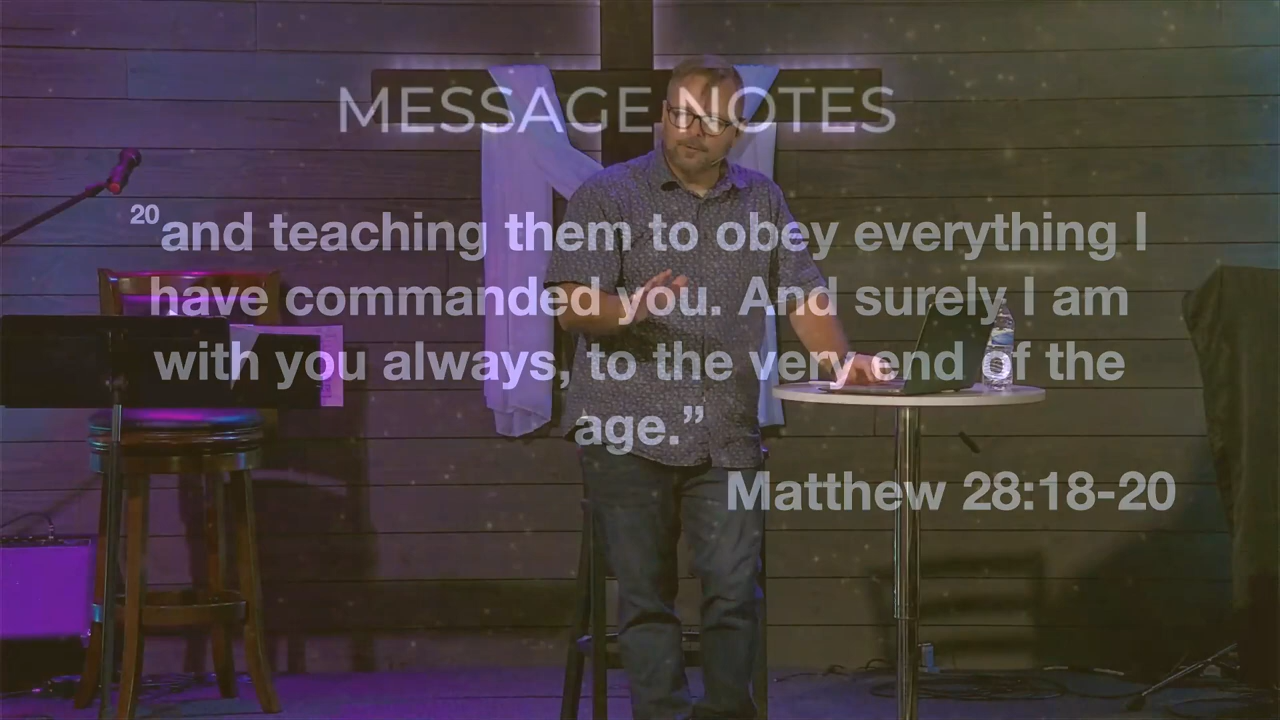 MESSAGE NOTES
20and teaching them to obey everything I
have commanded you. And surely I am
with you always, to the very end of the
age.”
Matthew 28:18-20